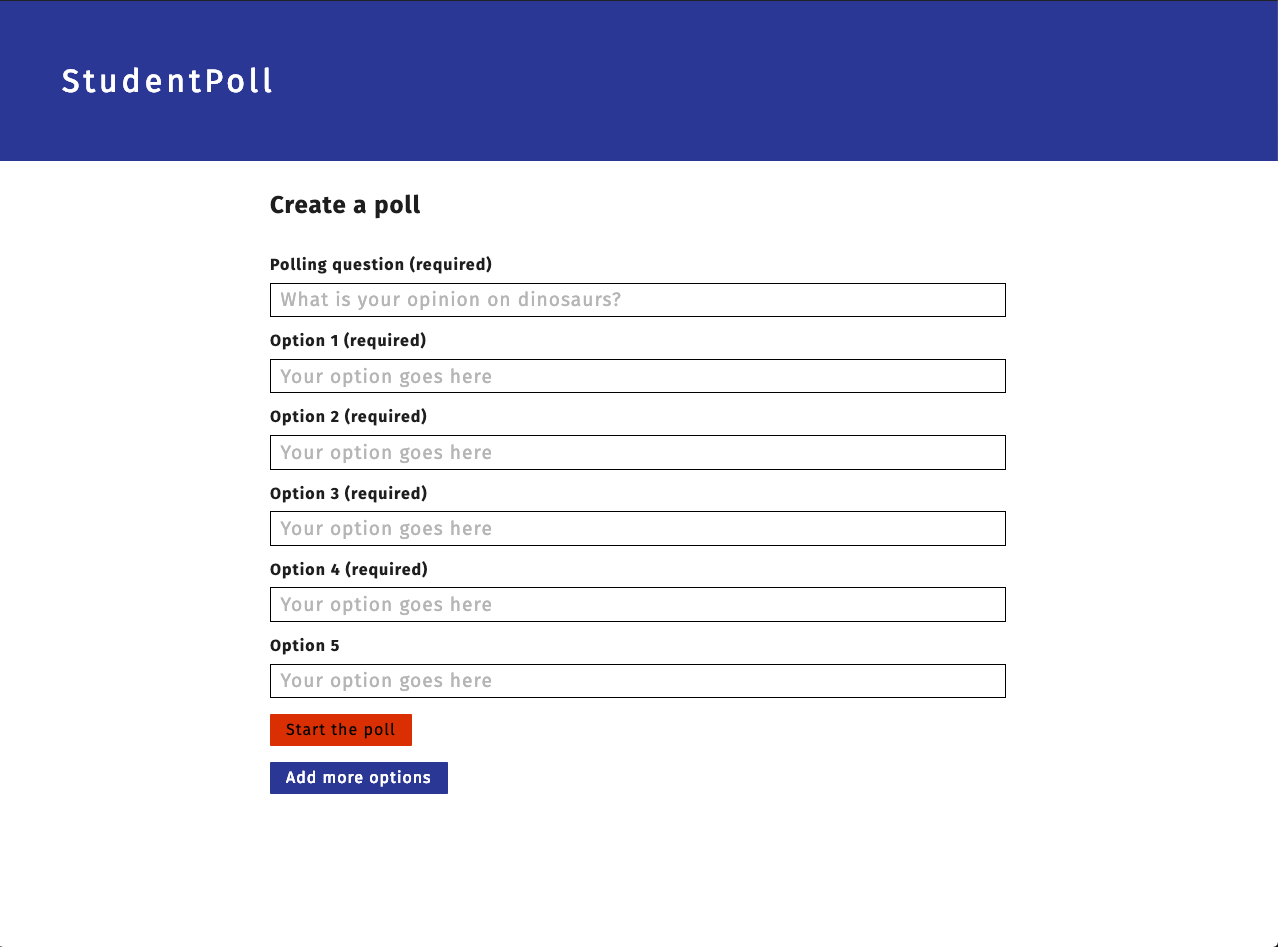 StudentPoll
Create a poll
Polling question (required)
What is your opinion on dinosaurs?
Option 1 (required)
Your option goes here
Option 2 (required)
Your option goes here
Option 3 (required)
Your option goes here
Option 4 (required)
Your option goes here
Option 5
Your option goes here
Start the poll
Add more options